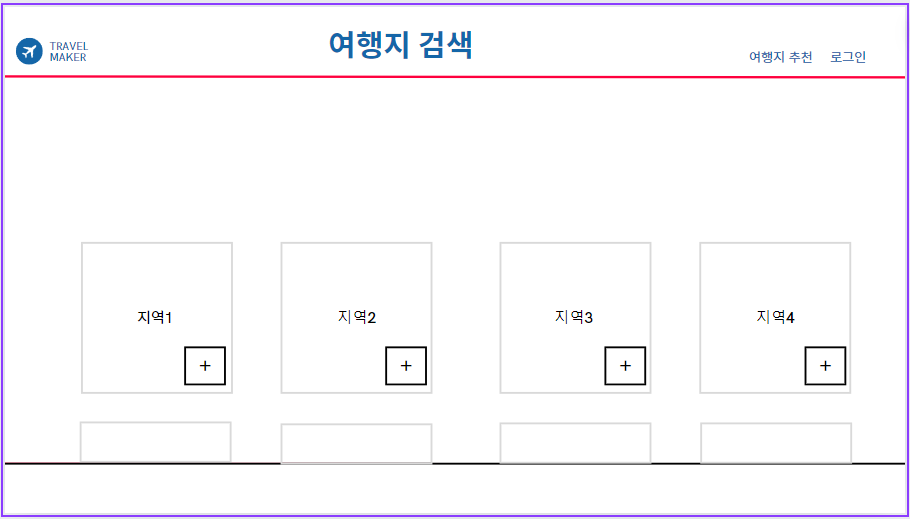 TRAVEL
MAKER
여행지 검색
여행지 추천
로그인
지역1
지역2
지역3
지역4
+
+
+
+